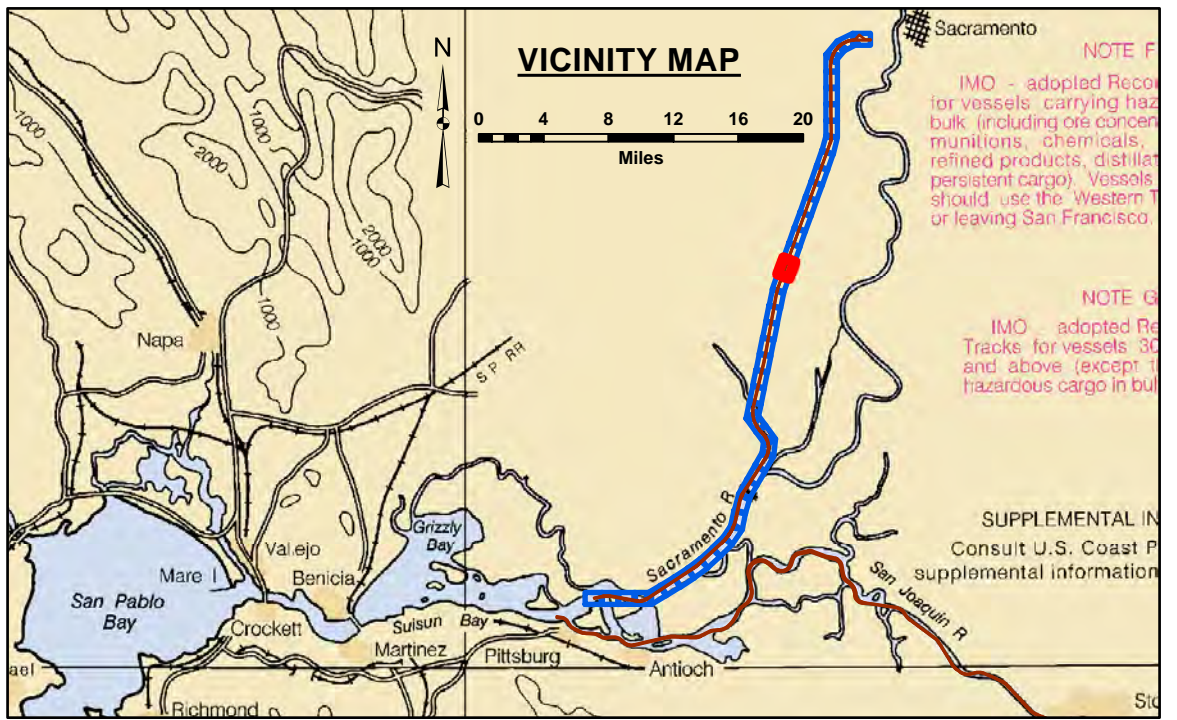 Sacramento
N
VICINITY MAP
0 4 8 12 16 20
Miles
NOTE F
IMO - adopted Recor
for vessels carrying haz
bulk (including ore concen
munitions, chemicals,
refined products, distillat
persistent cargo). Vessels
should use the Western T
or leaving San Francisco.
1000
1000
2000
2000
1000
1000
NOTE G
IMO adopted Re
Tracks for vessels 30
and above (except t
hazardous cargo in bul
Napa
S P RR
Sacramento R
Grizzly
Bay
SUPPLEMENTAL IN
Consult U.S. Coast P
supplemental information
Val.ejo
Mare I
Benicia
San Joaquin R
San Pablo
Bay
Crockett
Suisun Bay
Martinez
Pittsburg
Antioch
ael
Richmond
Sto